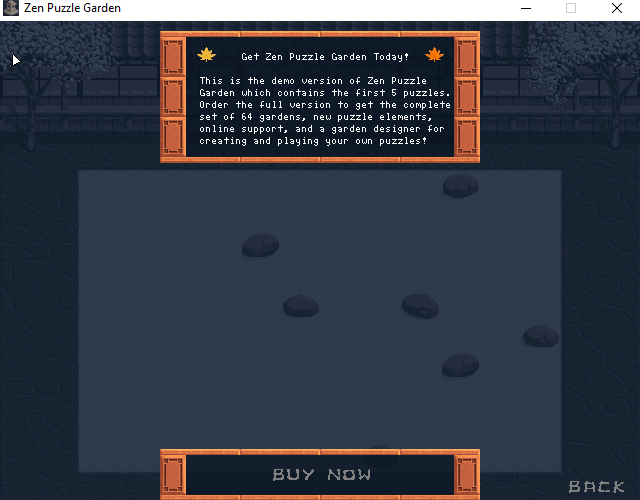 Zen Puzzle Garden
Get Zen Puzzle Garden Today!
This is the demo version of Zen Puzzle
Garden which contains the first 5 puzzles.
Order the full version to get the complete
set of 64 gardens, new puzzle elements,
online support, and a garden designer for
creating and playing your own puzzles!
BUY NOW
BACK